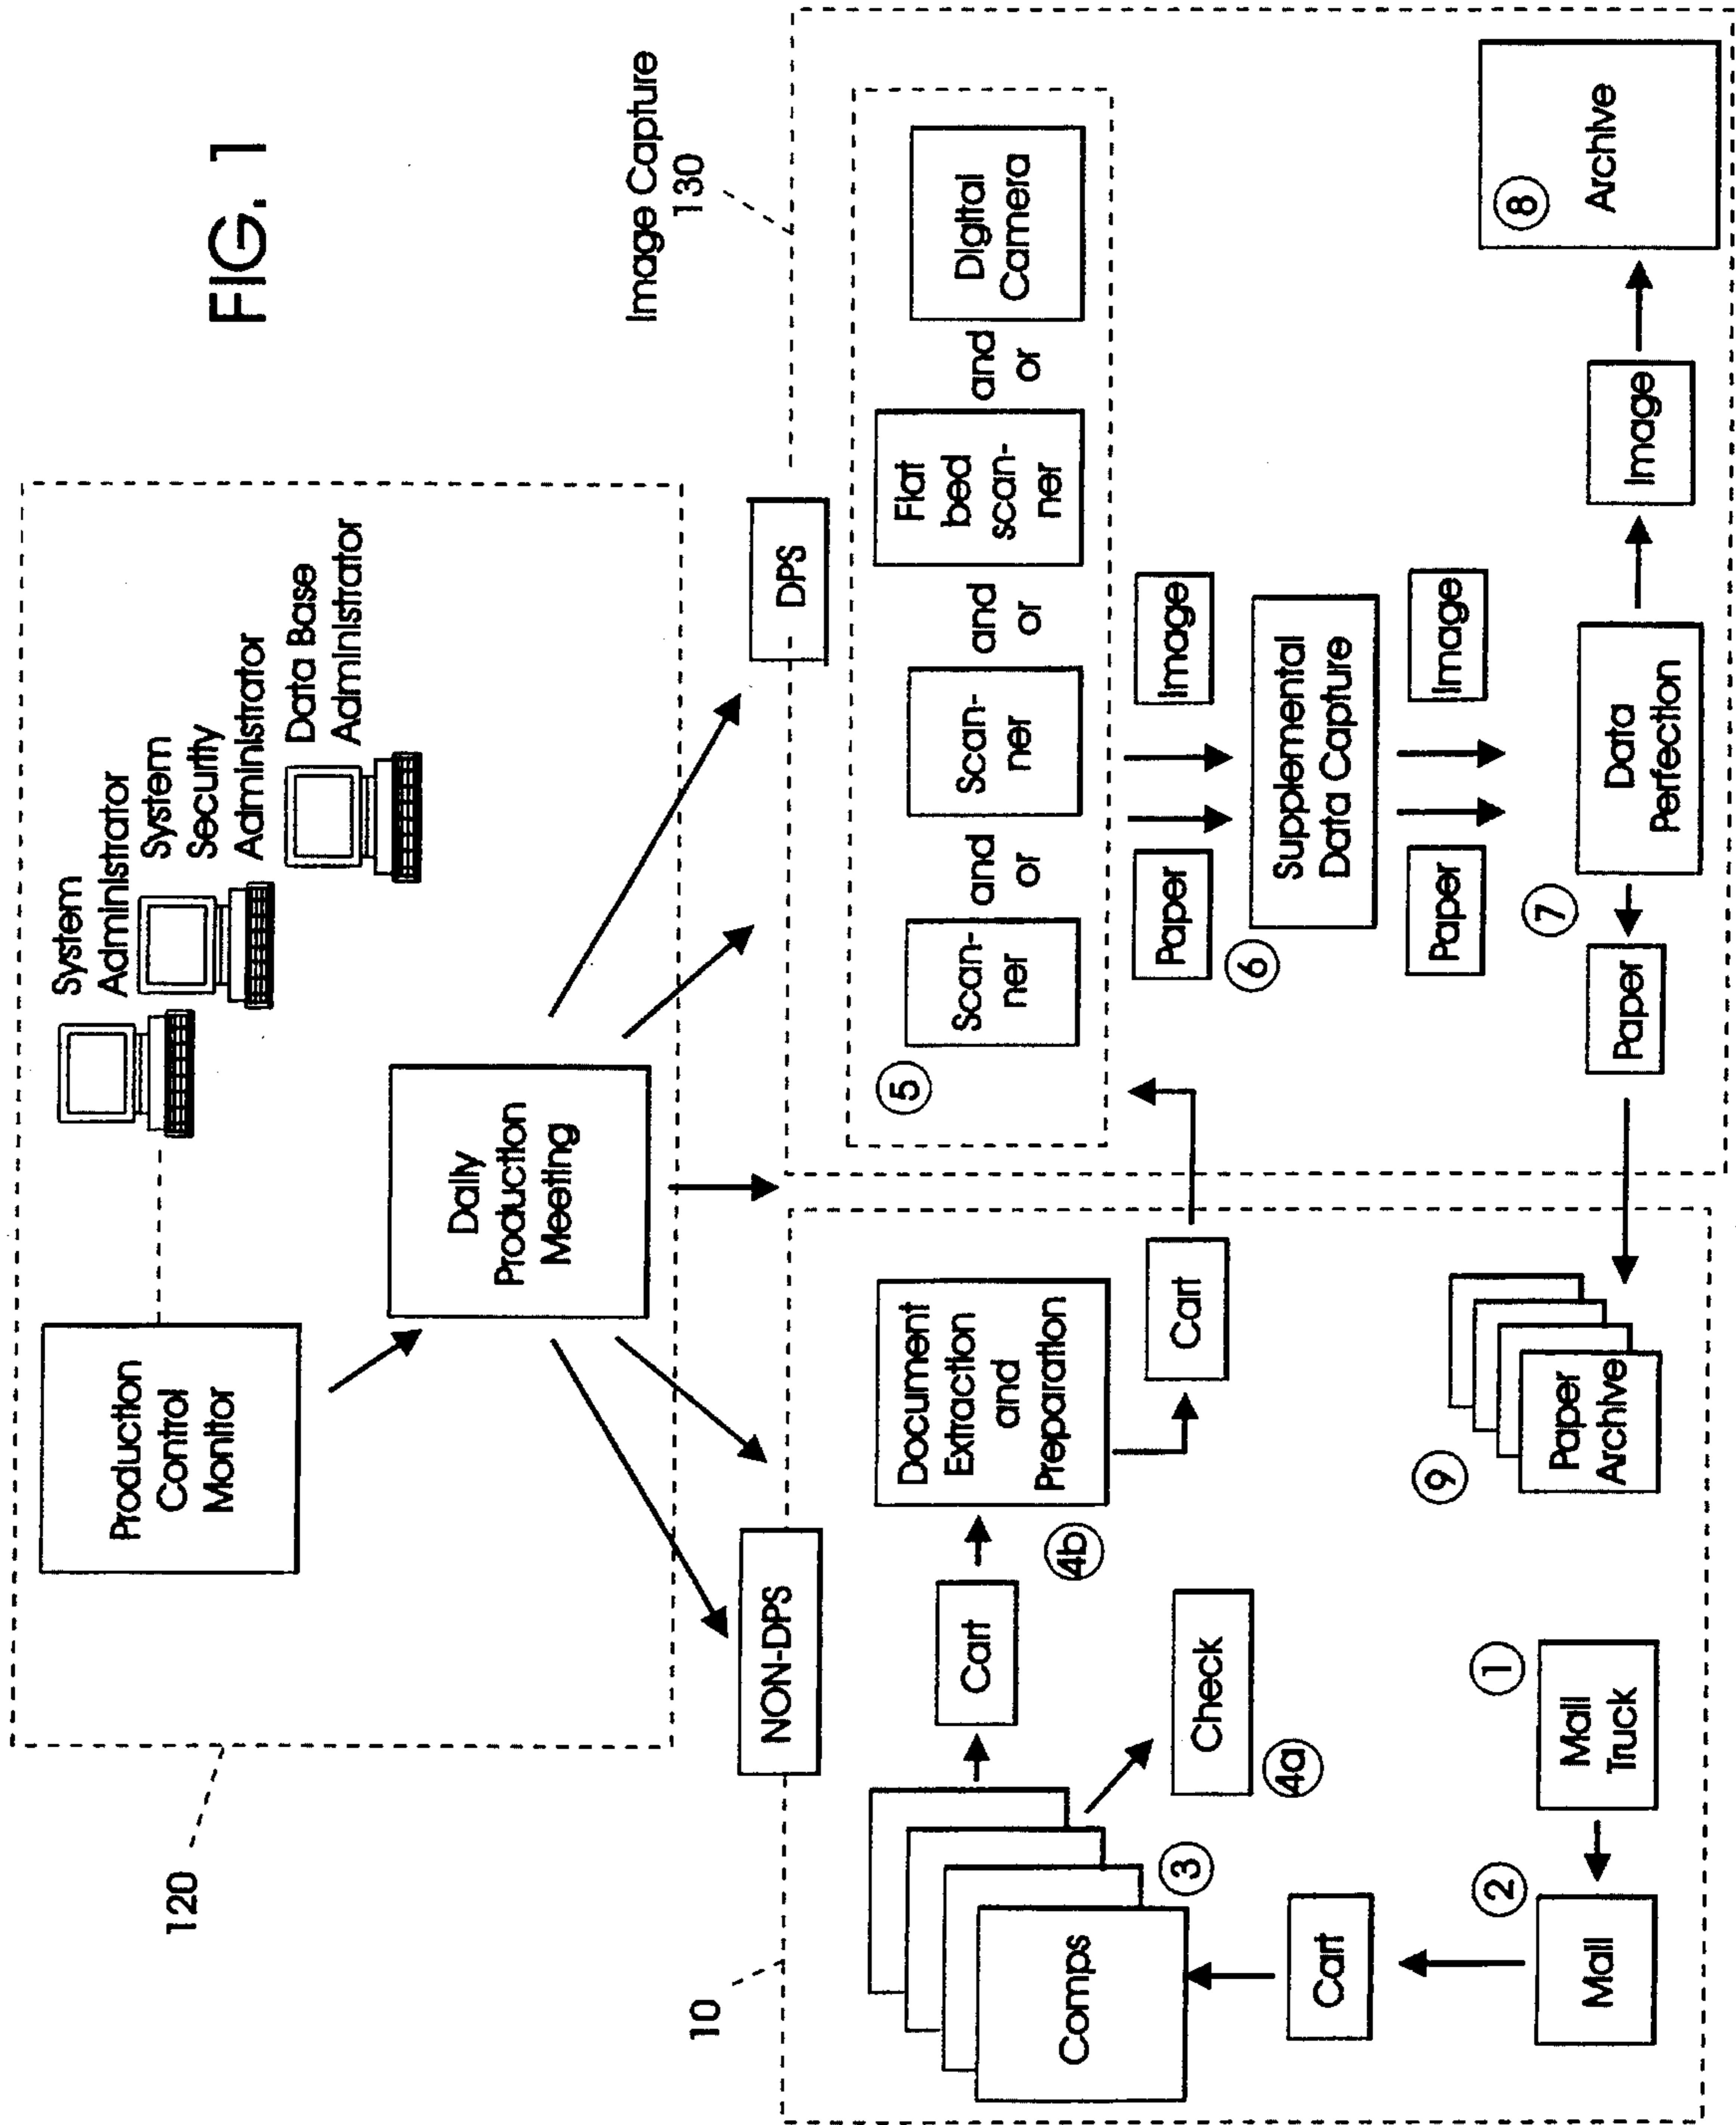 FIG. 1
120
Production
Control
Monitor
System
Administrator
System
Security
Administrator
Data Base
Administrator
Daily
Production
Meeting
Image Capture
130
10
NON-DPS
DPS
Comps
3
Cart
Check
4a
Document
Extraction
and
Preparation
4b
Cart
Cart
Mail
2
Mail
Truck
1
Paper
Archive
9
5
Scan-
ner
and
or
Scan-
ner
and
or
Flat
bed
scan-
ner
and
or
Digital
Camera
Paper
Image
6
Supplemental
Data Capture
Paper
Image
7
Paper
Data
Perfection
Image
8
Archive